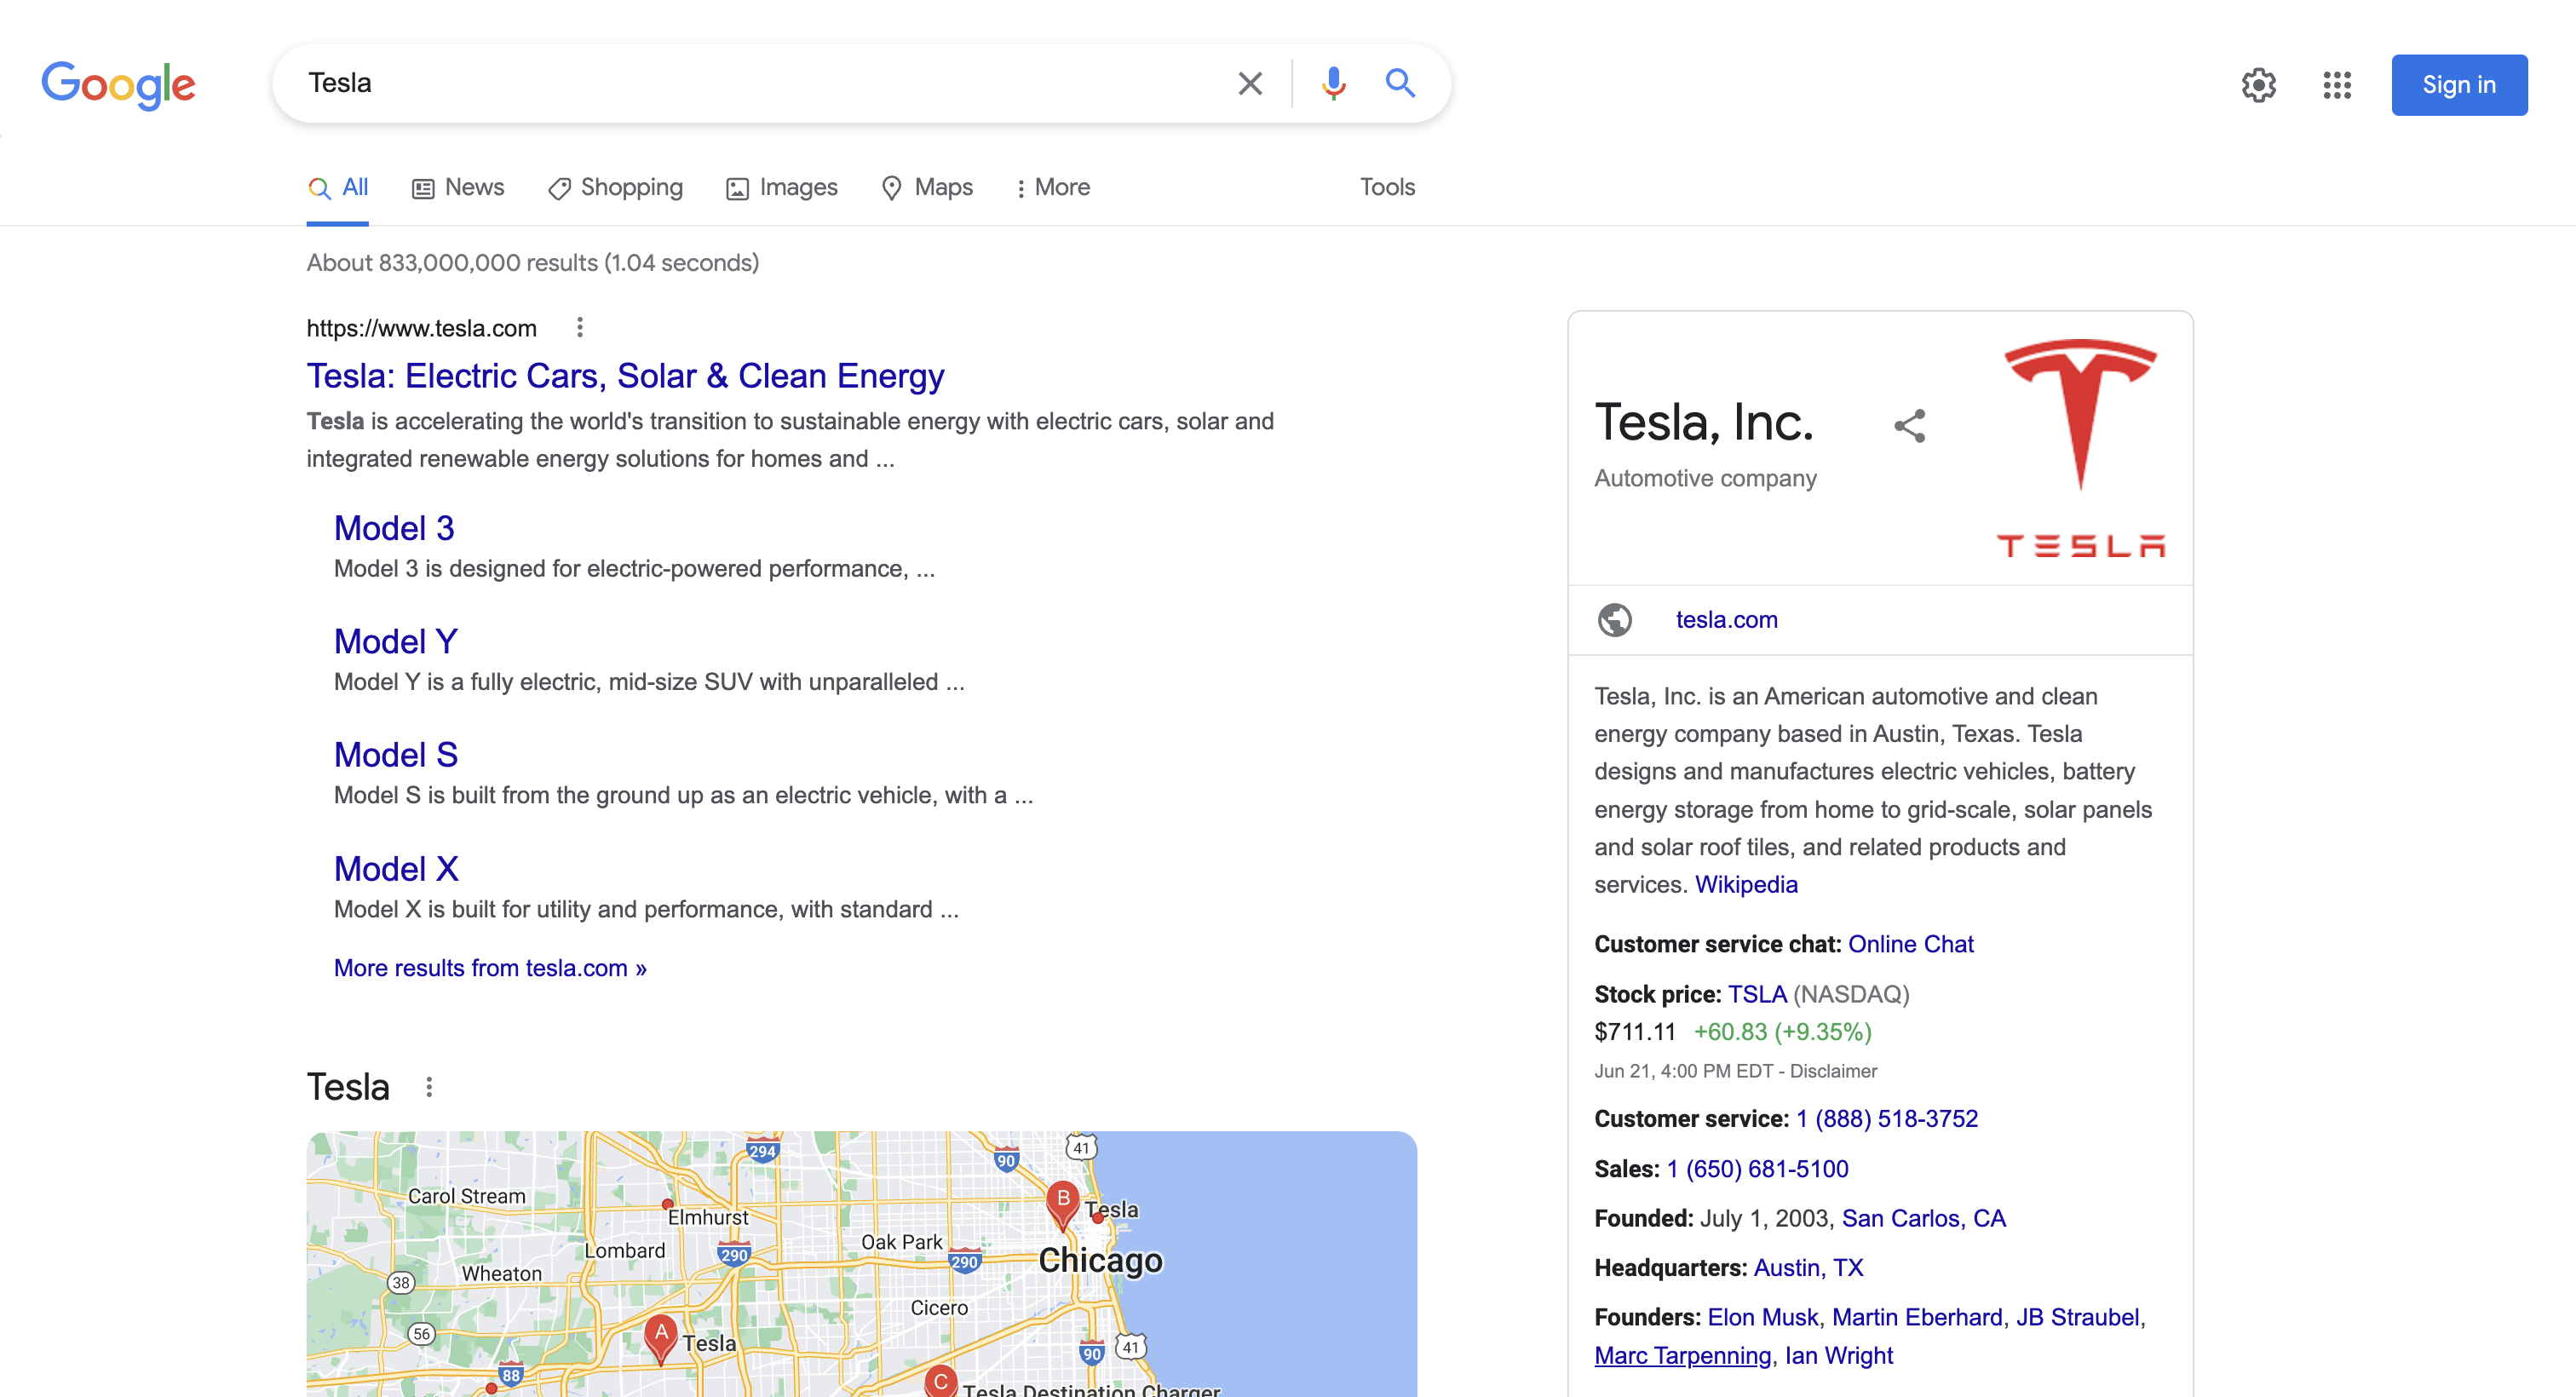 Google
Tesla
Sign in
All
News
Shopping
Images
Maps
More
Tools
About 833,000,000 results (1.04 seconds)
https://www.tesla.com
Tesla: Electric Cars, Solar & Clean Energy
Tesla is accelerating the world's transition to sustainable energy with electric cars, solar and
integrated renewable energy solutions for homes and ...
Model 3
Model 3 is designed for electric-powered performance, ...
Model Y
Model Y is a fully electric, mid-size SUV with unparalleled ...
Model S
Model S is built from the ground up as an electric vehicle, with a ...
Model X
Model X is built for utility and performance, with standard ...
More results from tesla.com »
Tesla
294
90
41
Carol Stream
Elmhurst
B
Tesla
Lombard
290
Oak Park
290
Chicago
Wheaton
38
Cicero
56
A
Tesla
90
41
88
C
Tesla Destination Charger
Tesla, Inc.
Automotive company
TESLA
tesla.com
Tesla, Inc. is an American automotive and clean
energy company based in Austin, Texas. Tesla
designs and manufactures electric vehicles, battery
energy storage from home to grid-scale, solar panels
and solar roof tiles, and related products and
services. Wikipedia
Customer service chat: Online Chat
Stock price: TSLA (NASDAQ)
$711.11 +60.83 (+9.35%)
Jun 21, 4:00 PM EDT - Disclaimer
Customer service: 1 (888) 518-3752
Sales: 1 (650) 681-5100
Founded: July 1, 2003, San Carlos, CA
Headquarters: Austin, TX
Founders: Elon Musk, Martin Eberhard, JB Straubel,
Marc Tarpenning, Ian Wright